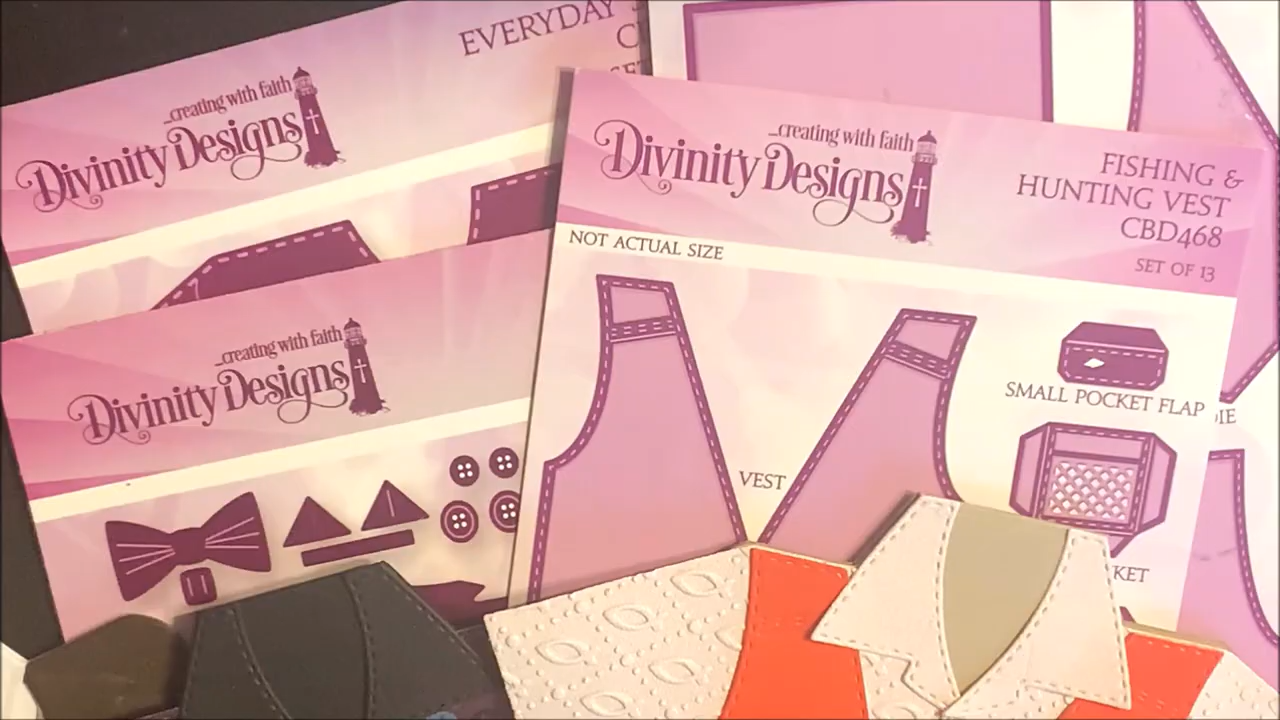 EVERYDAY
...creating with faith
Divinity Designs
...creating with faith
Divinity Designs
...creating with faith
Divinity Designs
FISHING &
HUNTING VEST
CBD468
SET OF 13
NOT ACTUAL SIZE
SMALL POCKET FLAP
VEST